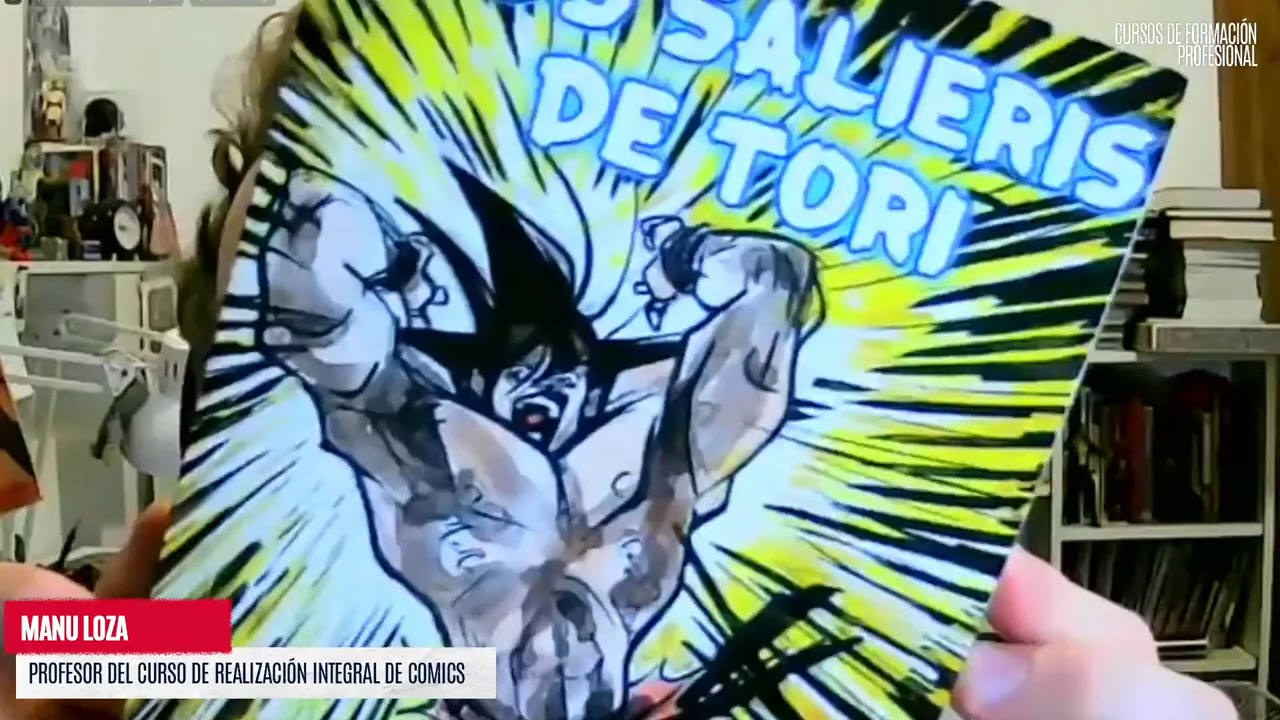 CURSOS DE FORMACIÓN
PROFESIONAL
SALIERIS
DE TORI
MANU LOZA
PROFESOR DEL CURSO DE REALIZACIÓN INTEGRAL DE COMICS